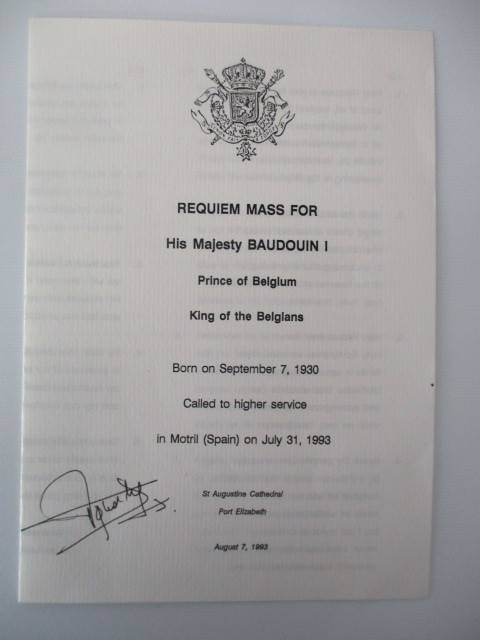 REQUIEM MASS FOR
His Majesty BAUDOUIN I
Prince of Belgium
King of the Belgians
Born on September 7, 1930
Called to higher service
in Motril (Spain) on July 31, 1993
St Augustine Cathedral
Port Elizabeth
August 7, 1993